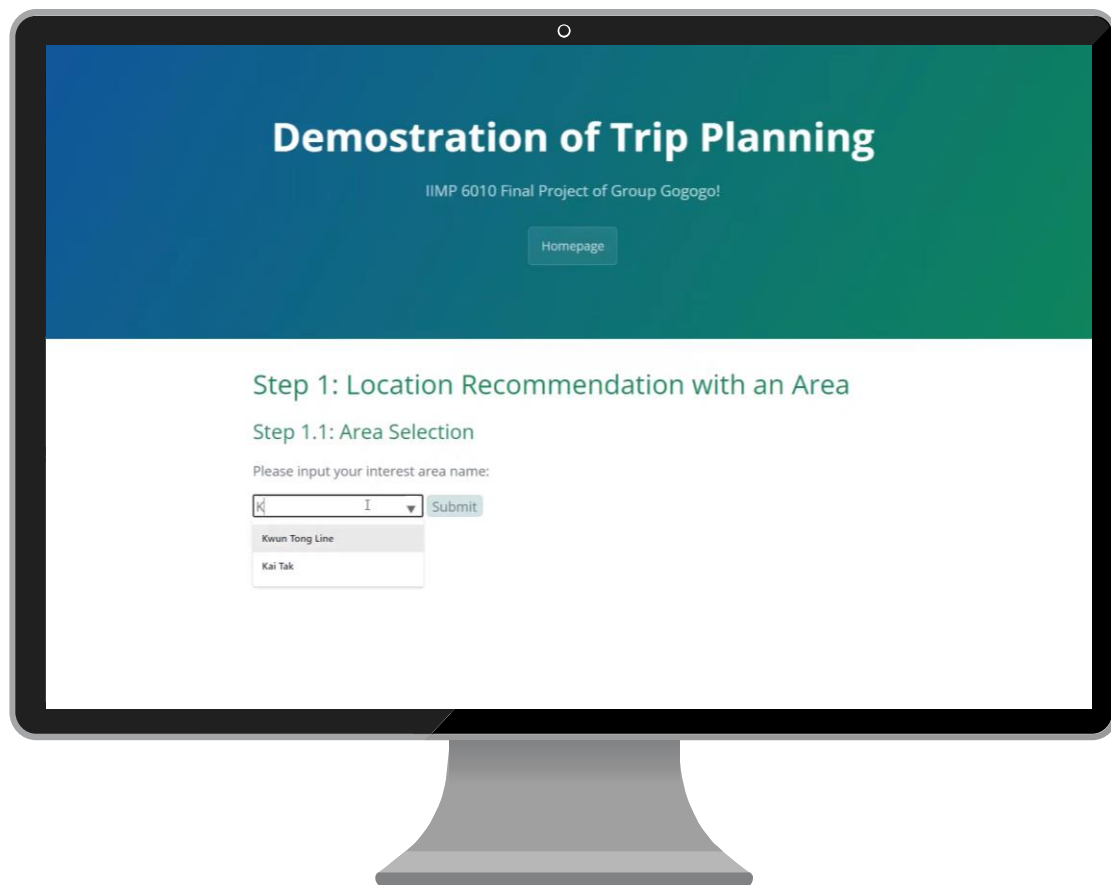 Demostration of Trip Planning
IIMP 6010 Final Project of Group Gogogo!
Homepage
Step 1: Location Recommendation with an Area
Step 1.1: Area Selection
Please input your interest area name:
K Submit
Kwun Tong Line
Kai Tak